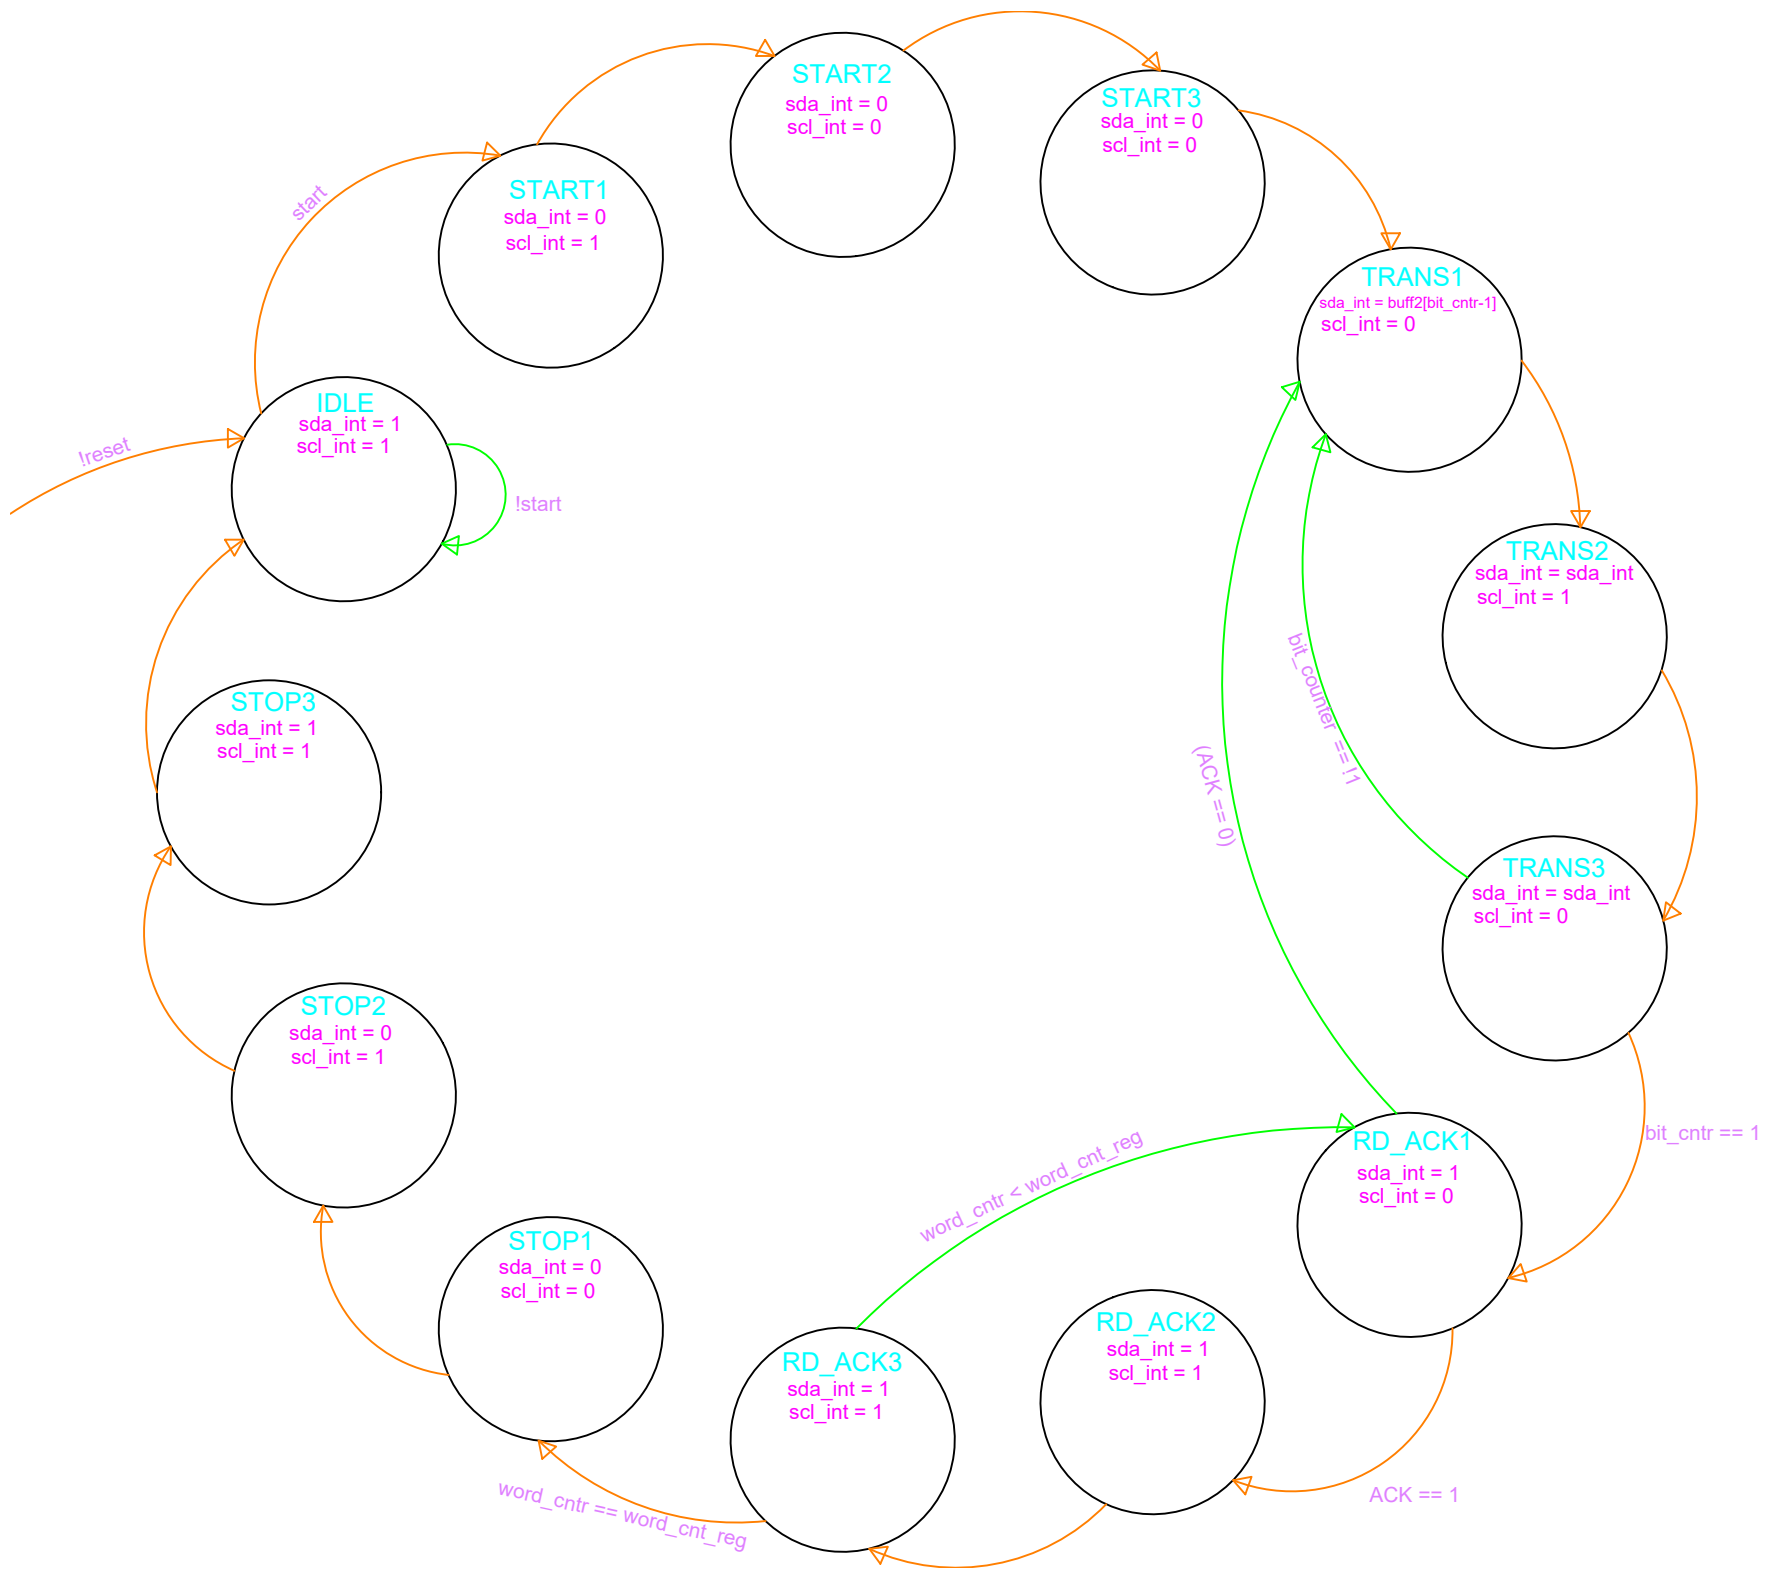 START2
sda_int = 0
scl_int = 0
START3
sda_int = 0
scl_int = 0
START1
sda_int = 0
scl_int = 1
start
TRANS1
sda_int = buff2[bit_cntr-1]
scl_int = 0
IDLE
sda_int = 1
scl_int = 1
!reset
!start
TRANS2
sda_int = sda_int
scl_int = 1
bit_counter == !1
(ACK == 0)
STOP3
sda_int = 1
scl_int = 1
TRANS3
sda_int = sda_int
scl_int = 0
STOP2
sda_int = 0
scl_int = 1
bit_cntr == 1
RD_ACK1
sda_int = 1
scl_int = 0
word_cntr < word_cnt_reg
STOP1
sda_int = 0
scl_int = 0
RD_ACK2
sda_int = 1
scl_int = 1
RD_ACK3
sda_int = 1
scl_int = 1
ACK == 1
word_cntr == word_cnt_reg